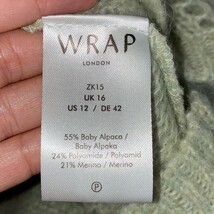 WRAP
LONDON
ZK15
UK 16
US 12 / DE 42
55% Baby Alpaca /
Baby Alpaka
24% Polyamide / Polyamid
21% Merino / Merino
P